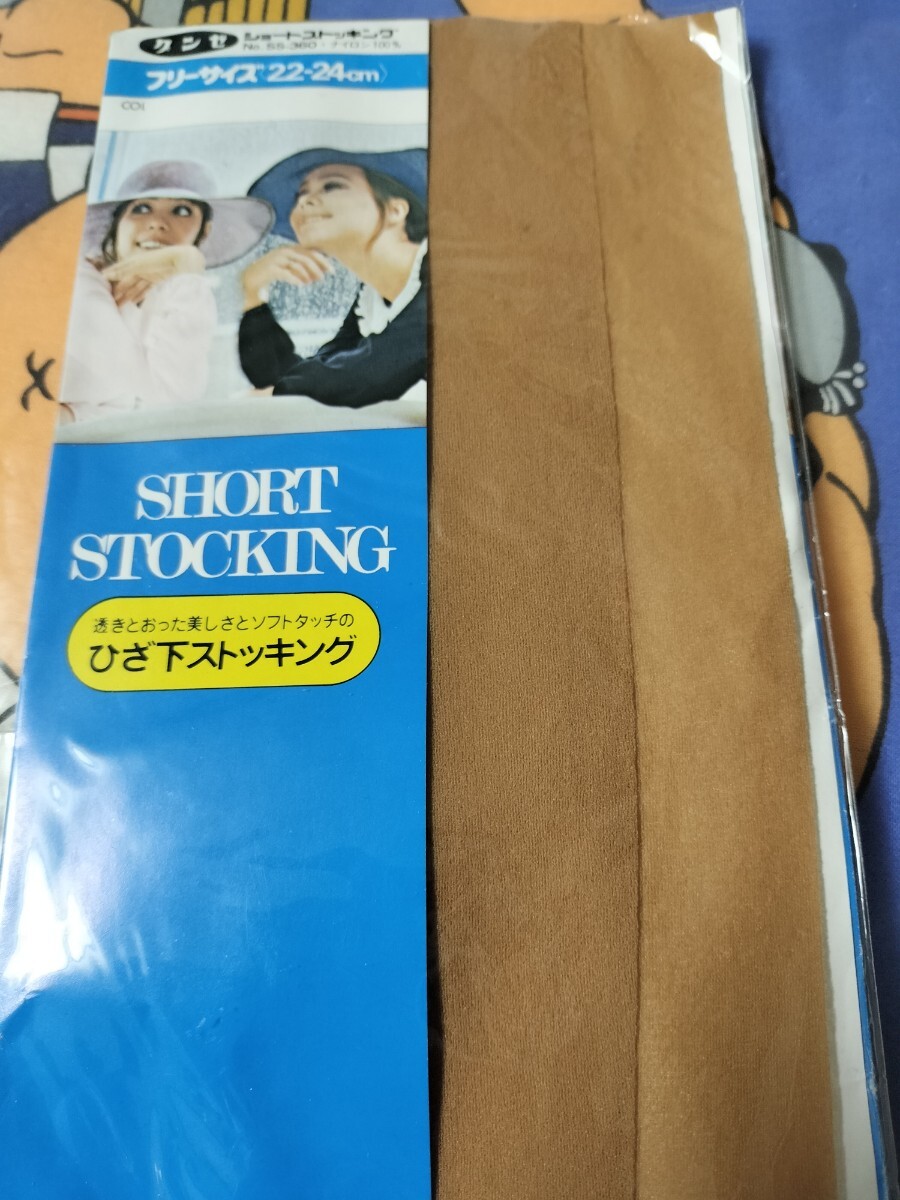 グンゼ ショートストッキング
No. SS-360・ナイロン100%
フリーサイズ〈22-24cm〉
COL
SHORT
STOCKING
透きとおった美しさとソフトタッチの
ひざ下ストッキング